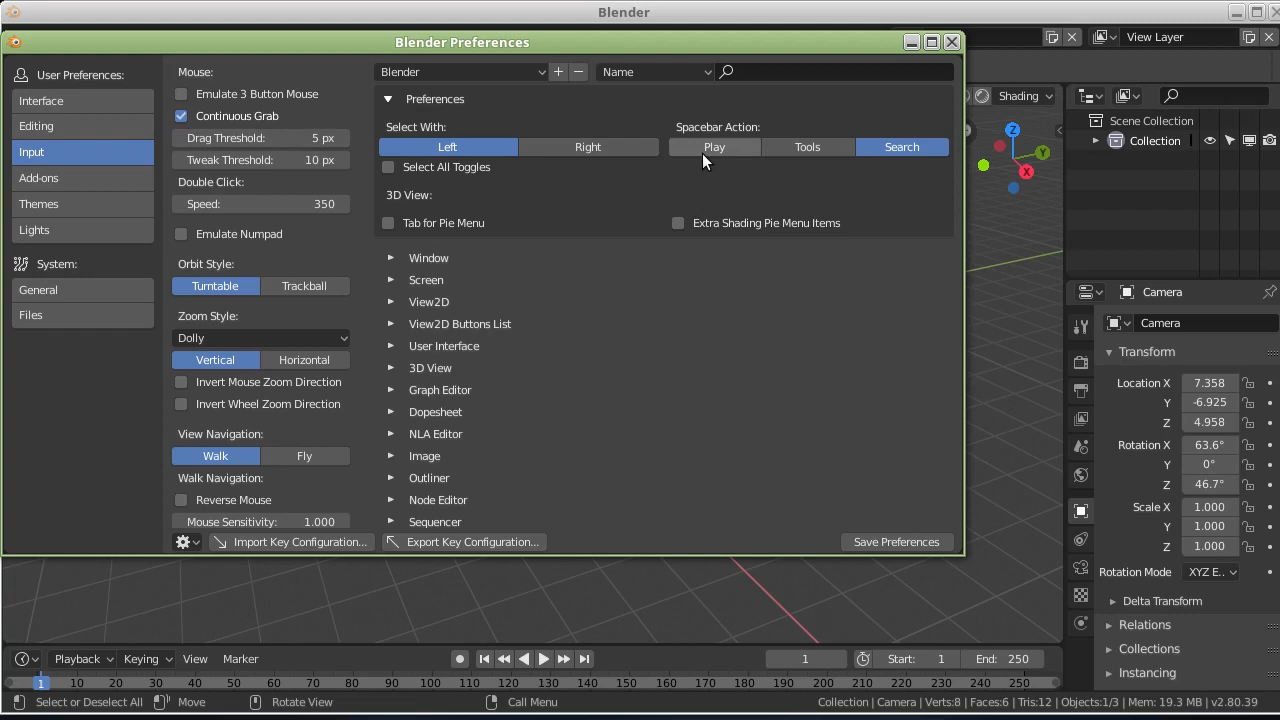 Blender
Blender Preferences
User Preferences:
Interface
Editing
Input
Add-ons
Themes
Lights
System:
General
Files
Mouse:
Emulate 3 Button Mouse
Continuous Grab
Drag Threshold: 5 px
Tweak Threshold: 10 px
Double Click:
Speed: 350
Emulate Numpad
Orbit Style:
Turntable Trackball
Zoom Style:
Dolly
Vertical Horizontal
Invert Mouse Zoom Direction
Invert Wheel Zoom Direction
View Navigation:
Walk Fly
Walk Navigation:
Reverse Mouse
Mouse Sensitivity: 1.000
Blender + − Name
Preferences
Select With: Spacebar Action:
Left Right Play Tools Search
Select All Toggles
3D View:
Tab for Pie Menu Extra Shading Pie Menu Items
Window
Screen
View2D
View2D Buttons List
User Interface
3D View
Graph Editor
Dopesheet
NLA Editor
Image
Outliner
Node Editor
Sequencer
Import Key Configuration... Export Key Configuration... Save Preferences
View Layer
Shading
Z
Y
X
Scene Collection
Collection
Camera
Camera
Transform
Location X 7.358
Y -6.925
Z 4.958
Rotation X 63.6°
Y 0°
Z 46.7°
Scale X 1.000
Y 1.000
Z 1.000
Rotation Mode XYZ E..
Delta Transform
Relations
Collections
Instancing
Playback Keying View Marker 1 Start: 1 End: 250
1 10 20 30 40 50 60 70 80 90 100 110 120 130 140 150 160 170 180 190 200 210 220 230 240 250
Select or Deselect All Move Rotate View Call Menu Collection | Camera | Verts:8 | Faces:6 | Tris:12 | Objects:1/3 | Mem: 19.3 MB | v2.80.39